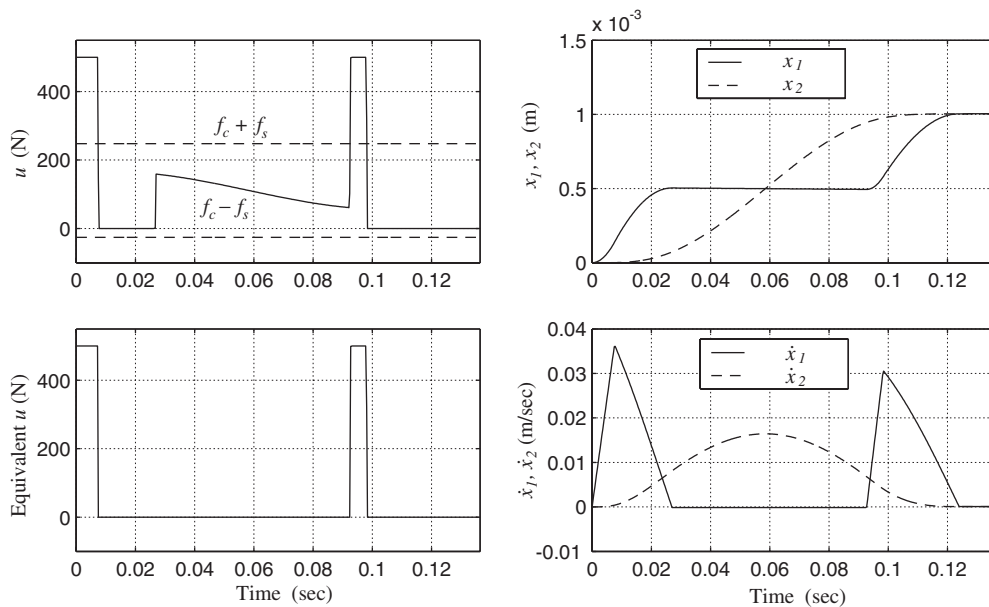 u (N)
400
200
0
f_c + f_s
f_c − f_s
0 0.02 0.04 0.06 0.08 0.1 0.12
x 10^-3
x_1, x_2 (m)
1.5
1
0.5
0
x_1
x_2
0 0.02 0.04 0.06 0.08 0.1 0.12
Equivalent u (N)
400
200
0
0 0.02 0.04 0.06 0.08 0.1 0.12
Time (sec)
ẋ_1, ẋ_2 (m/sec)
0.04
0.03
0.02
0.01
0
-0.01
ẋ_1
ẋ_2
0 0.02 0.04 0.06 0.08 0.1 0.12
Time (sec)